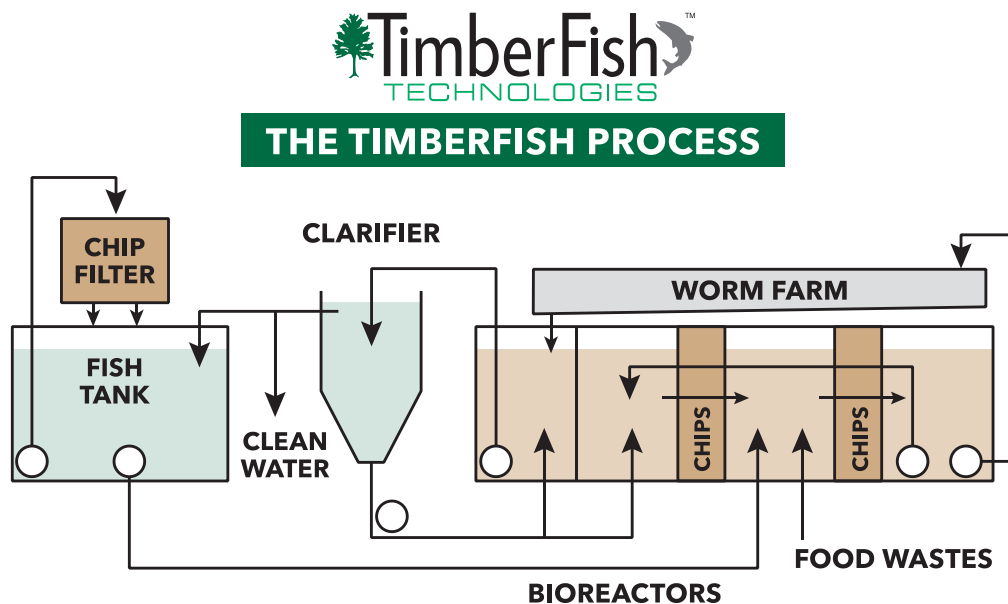 TimberFish™
TECHNOLOGIES
THE TIMBERFISH PROCESS
CHIP
FILTER
CLARIFIER
WORM FARM
FISH
TANK
CLEAN
WATER
CHIPS
CHIPS
FOOD WASTES
BIOREACTORS